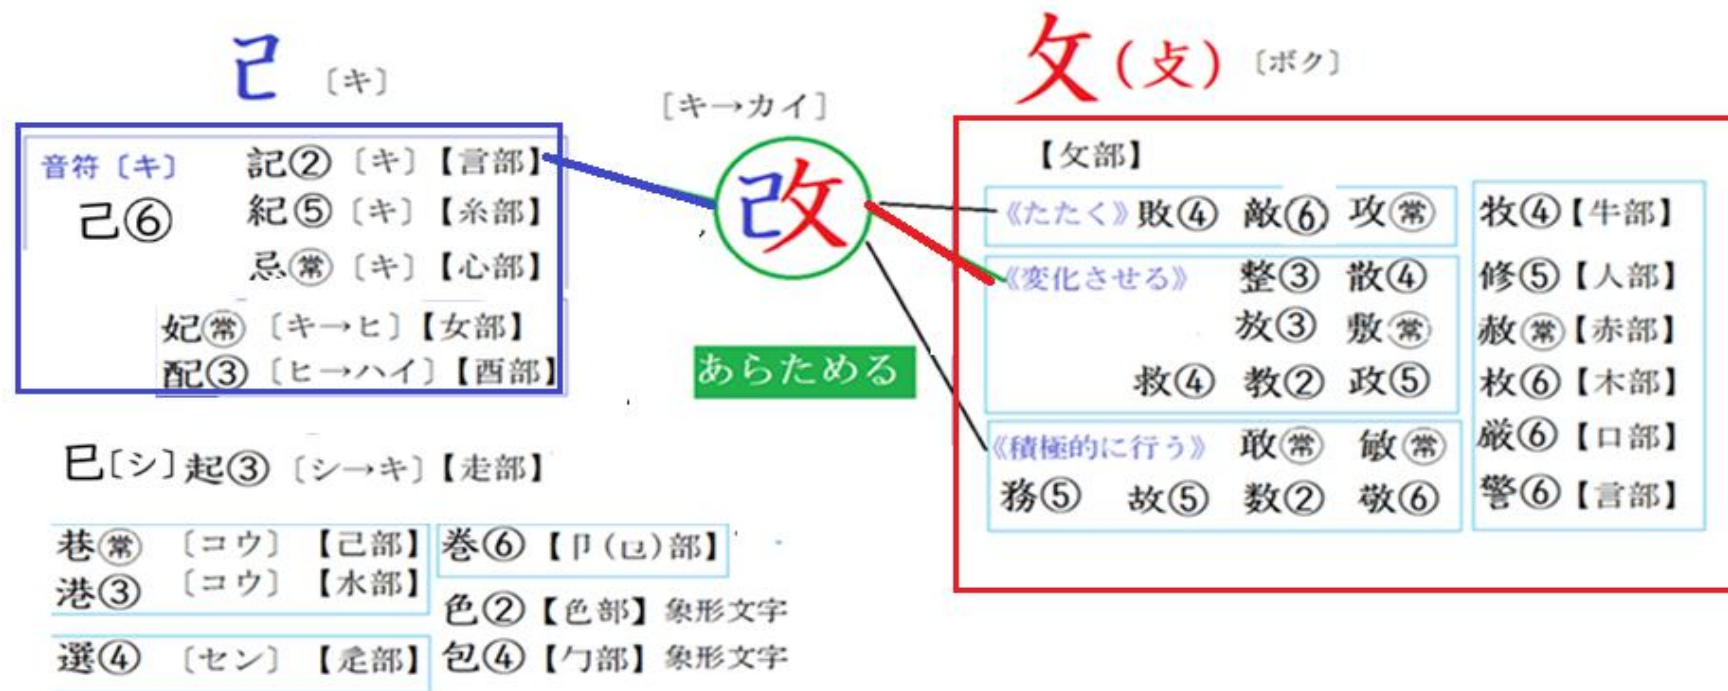 己 〔キ〕
音符〔キ〕
己⑥
記②〔キ〕【言部】
紀⑤〔キ〕【糸部】
忌㊖〔キ〕【心部】
妃㊖〔キ→ヒ〕【女部】
配③〔ヒ→ハイ〕【酉部】
巳〔シ〕起③〔シ→キ〕【走部】
巷㊖〔コウ〕【己部】
港③〔コウ〕【水部】
選④〔セン〕【辵部】
巻⑥【卩(㔾)部】
色②【色部】象形文字
包④【勹部】象形文字
[キ→カイ]
改
あらためる
攵(攴)〔ボク〕
【攵部】
《たたく》敗④ 敵⑥ 攻㊖
《変化させる》 整③ 散④
放③ 敷㊖
救④ 教② 政⑤
《積極的に行う》 敢㊖ 敏㊖
務⑤ 故⑤ 数② 敬⑥
牧④【牛部】
修⑤【人部】
赦㊖【赤部】
枚⑥【木部】
厳⑥【口部】
警⑥【言部】